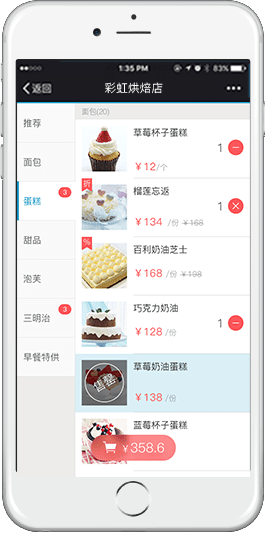 1:35 PM 83%
返回 彩虹烘焙店
推荐
面包
蛋糕 3
甜品
泡芙
三明治 3
早餐特供
面包(20)
草莓杯子蛋糕
¥12/个 1
折
榴莲忘返
¥134 /份 ¥168 1
%
百利奶油芝士
¥168 /份 ¥198
巧克力奶油
¥128 /份 1
售罄
草莓奶油蛋糕
¥138 /份
蓝莓杯子蛋糕
¥358.6